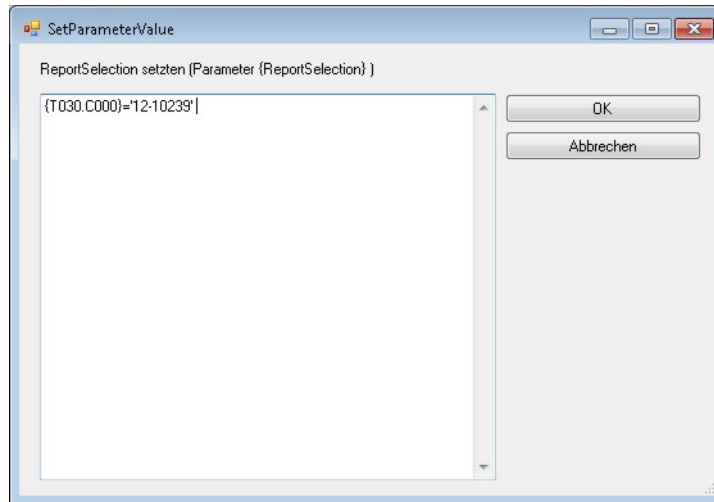 SetParameterValue
ReportSelection setzten (Parameter {ReportSelection} )
{T030.C000}='12-10239'
OK
Abbrechen